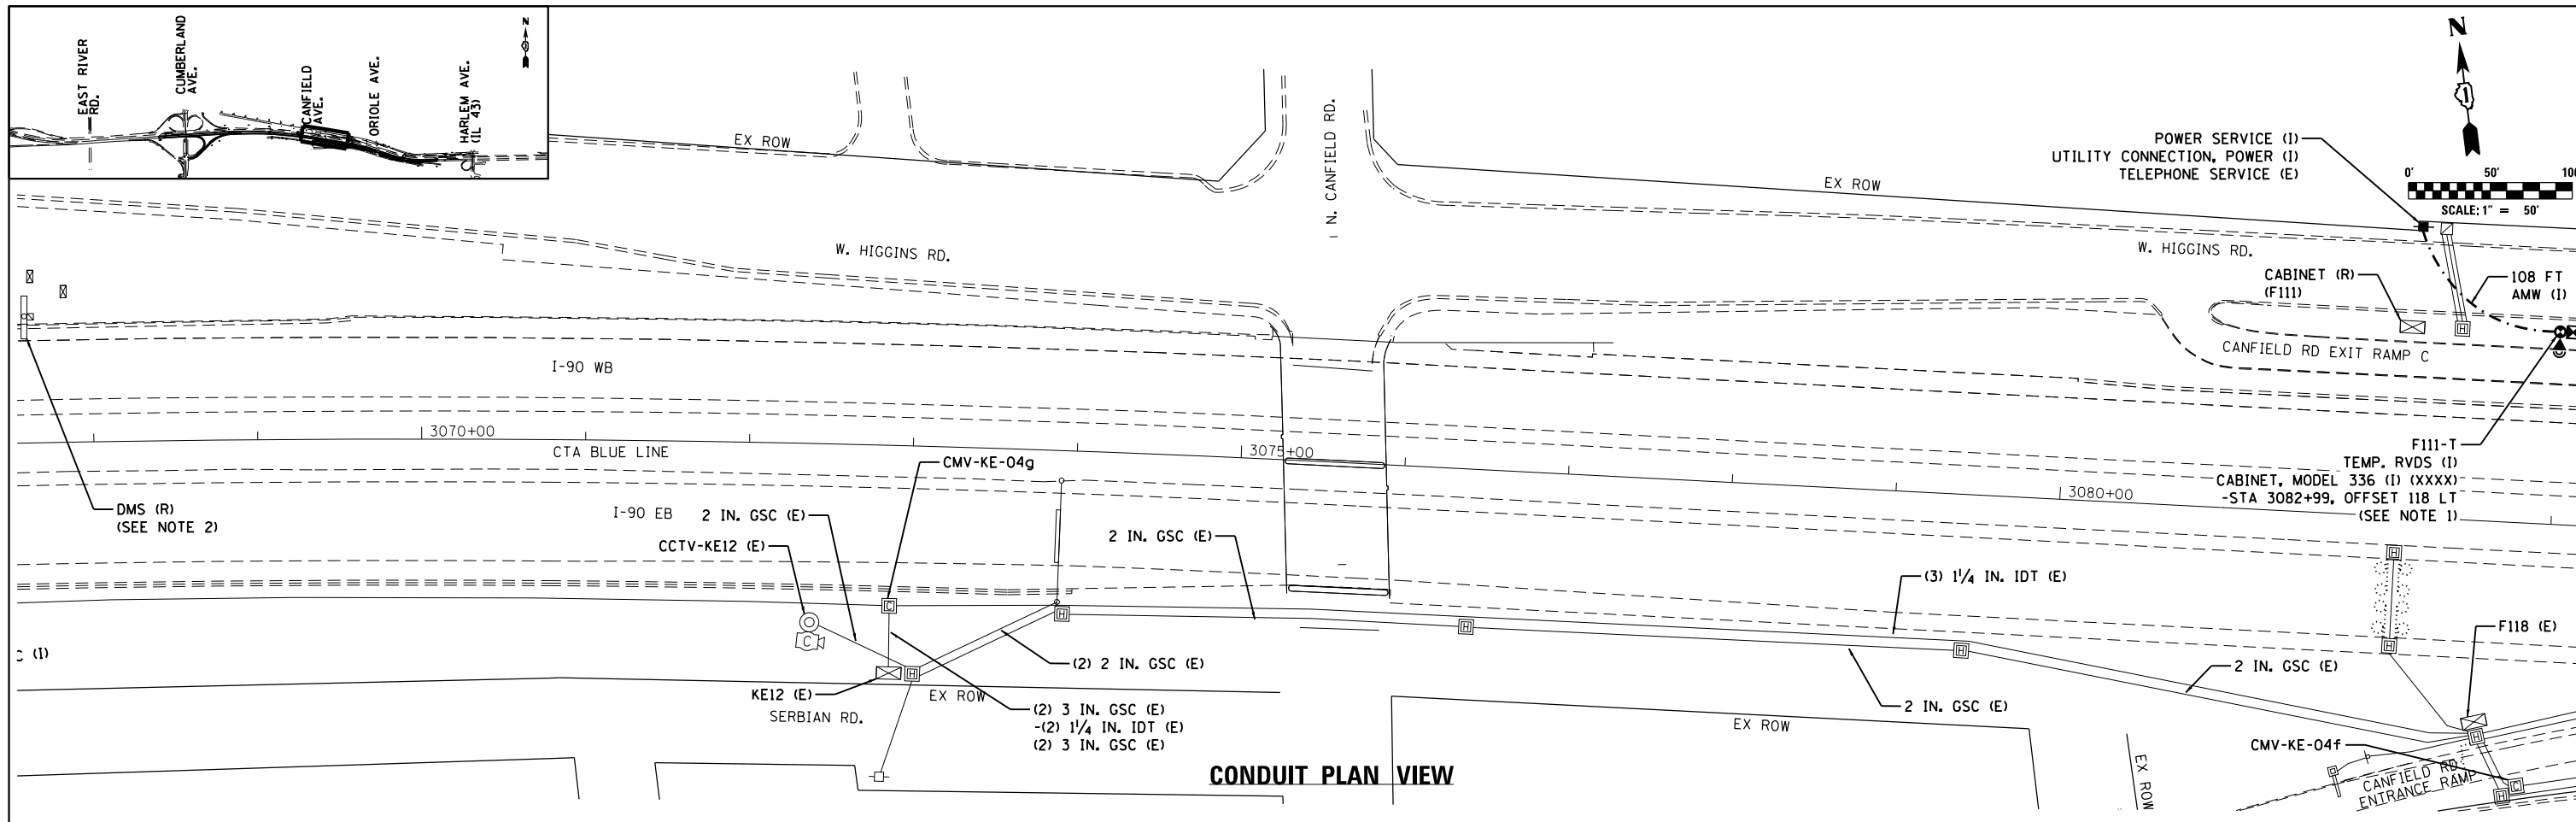 EAST RIVER
RD.
CUMBERLAND
AVE.
CANFIELD
AVE.
ORIOLE AVE.
HARLEM AVE.
(IL 43)
N
EX ROW
N. CANFIELD RD.
EX ROW
POWER SERVICE (I)
UTILITY CONNECTION, POWER (I)
TELEPHONE SERVICE (E)
N
0' 50' 100
SCALE: 1" = 50'
W. HIGGINS RD.
W. HIGGINS RD.
CABINET (R)
(F111)
108 FT
AMW (I)
H
CANFIELD RD EXIT RAMP C
I-90 WB
3070+00
CTA BLUE LINE
3075+00
3080+00
F111-T
TEMP. RVDS (I)
CABINET, MODEL 336 (I) (XXXX)
-STA 3082+99, OFFSET 118 LT
(SEE NOTE 1)
DMS (R)
(SEE NOTE 2)
CMV-KE-04g
I-90 EB
2 IN. GSC (E)
CCTV-KE12 (E)
2 IN. GSC (E)
(3) 1 1/4 IN. IDT (E)
H
C
C
H
H
H
H
H
F118 (E)
C (I)
(2) 2 IN. GSC (E)
2 IN. GSC (E)
KE12 (E)
EX ROW
SERBIAN RD.
(2) 3 IN. GSC (E)
-(2) 1 1/4 IN. IDT (E)
(2) 3 IN. GSC (E)
2 IN. GSC (E)
EX ROW
H
CMV-KE-04f
EX ROW
CANFIELD RD
ENTRANCE RAMP
C
H
CONDUIT PLAN VIEW